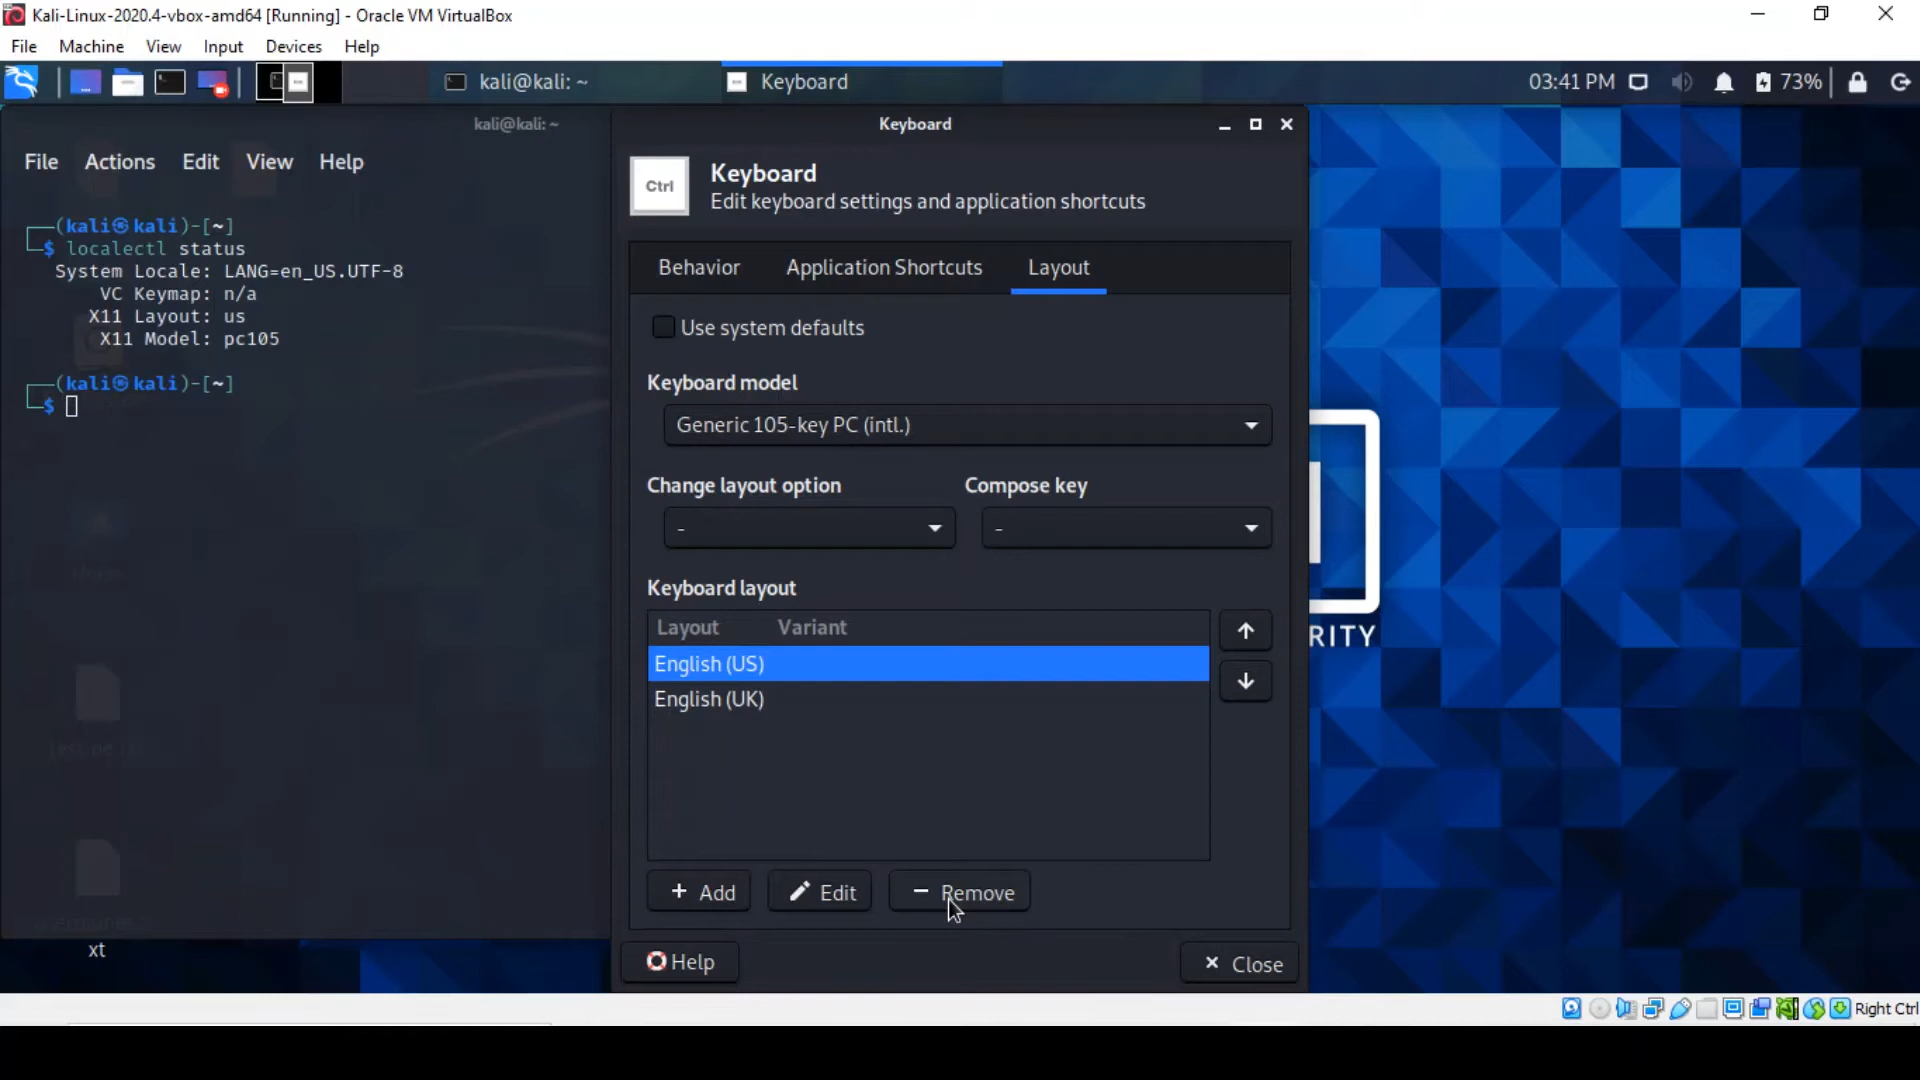 Kali-Linux-2020.4-vbox-amd64 [Running] - Oracle VM VirtualBox
File Machine View Input Devices Help
kali@kali: ~
Keyboard
03:41 PM
73%
kali@kali: ~
File Actions Edit View Help
┌──(kali㉿kali)-[~]
└─$ localectl status
System Locale: LANG=en_US.UTF-8
VC Keymap: n/a
X11 Layout: us
X11 Model: pc105
┌──(kali㉿kali)-[~]
└─$
xt
Keyboard
Ctrl
Keyboard
Edit keyboard settings and application shortcuts
Behavior Application Shortcuts Layout
Use system defaults
Keyboard model
Generic 105-key PC (intl.)
Change layout option Compose key
- -
Keyboard layout
Layout Variant
English (US)
English (UK)
+ Add Edit − Remove
Help × Close
RITY
Right Ctrl